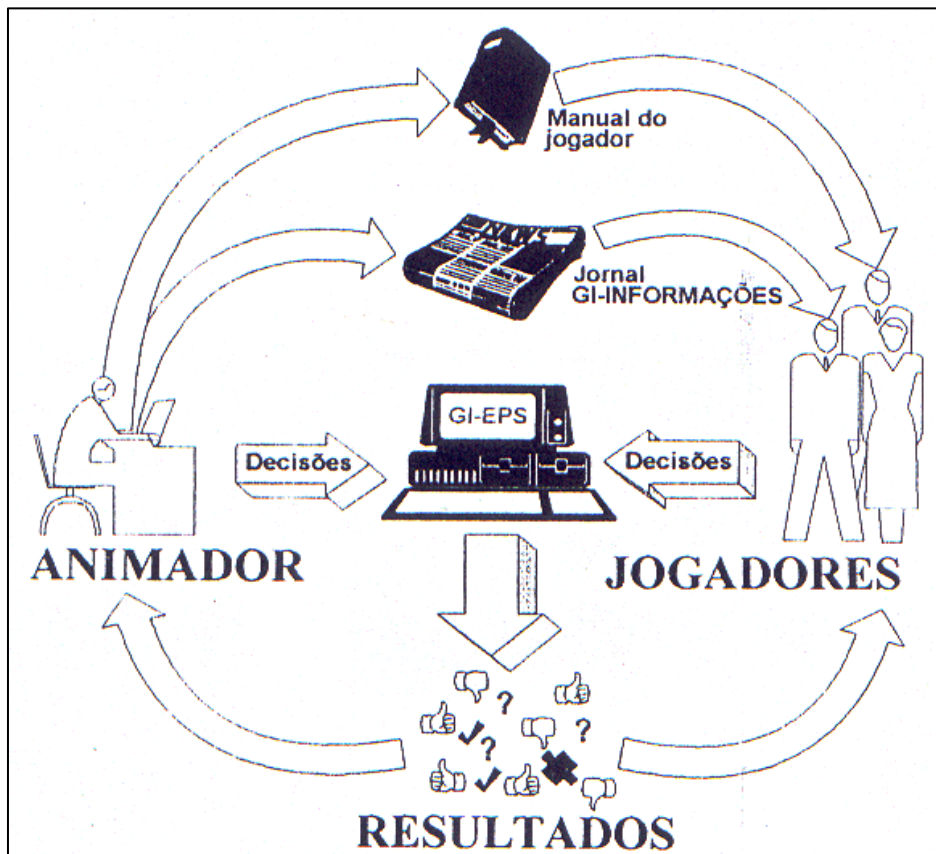 Manual do
jogador
NEWS
Jornal
GI-INFORMAÇÕES
GI-EPS
Decisões
Decisões
ANIMADOR
JOGADORES
RESULTADOS